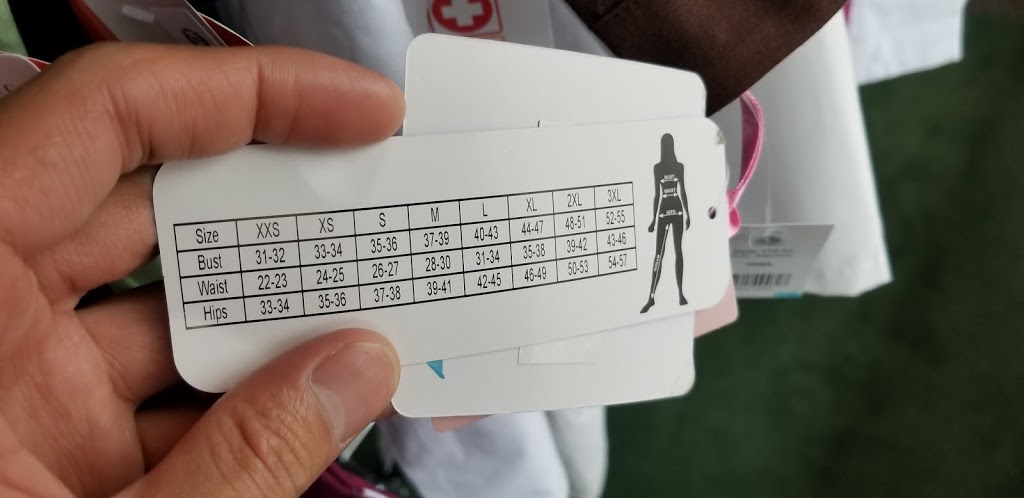 Size XXS XS S M L XL 2XL 3XL
Bust 31-32 33-34 35-36 37-39 40-43 44-47 48-51 52-55
Waist 22-23 24-25 26-27 28-30 31-34 35-38 39-42 43-46
Hips 33-34 35-36 37-38 39-41 42-45 46-49 50-53 54-57
BUST
WAIST
HIPS